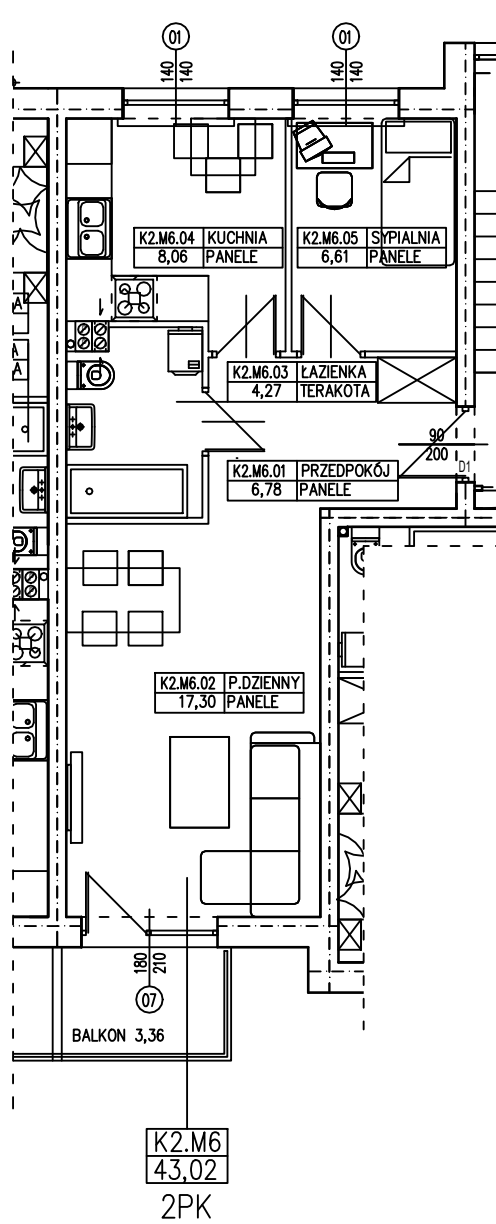 01
01
140
140
140
140
K2.M6.04 KUCHNIA
8,06 PANELE
K2.M6.05 SYPIALNIA
6,61 PANELE
A
A
A
K2.M6.03 ŁAZIENKA
4,27 TERAKOTA
90
200
D1
K2.M6.01 PRZEDPOKÓJ
6,78 PANELE
K2.M6.02 P.DZIENNY
17,30 PANELE
180
210
07
BALKON 3,36
K2.M6
43,02
2PK